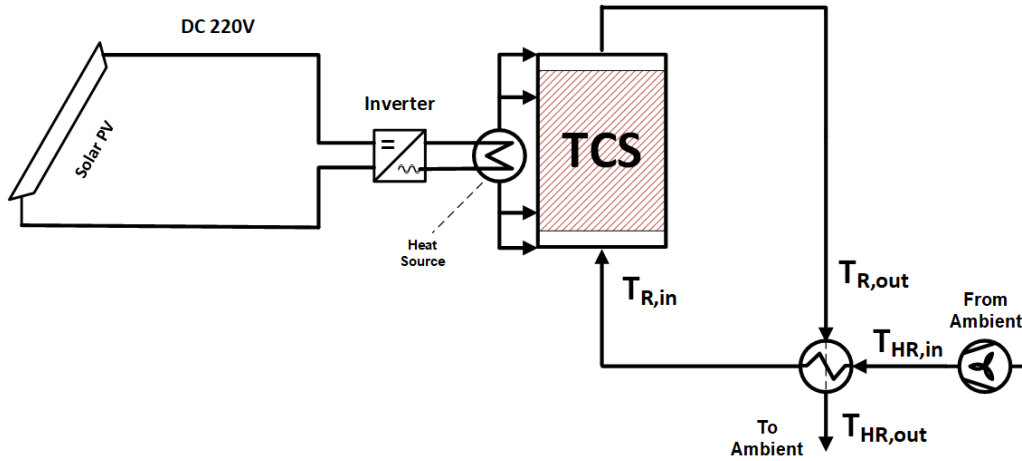 DC 220V
Solar PV
Inverter
TCS
Heat
Source
T_R,in
T_R,out
From
Ambient
T_HR,in
To
Ambient
T_HR,out